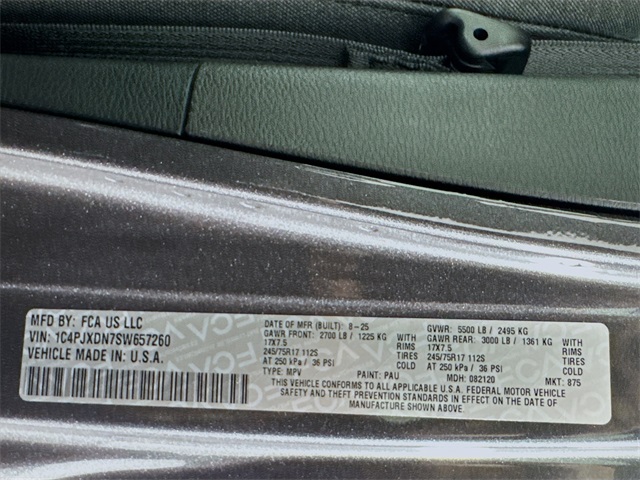 MFD BY: FCA US LLC
VIN: 1C4PJXDN7SW657260
VEHICLE MADE IN: U.S.A.
DATE OF MFR (BUILT): 8-25 GVWR: 5500 LB / 2495 KG
GAWR FRONT: 2700 LB / 1225 KG WITH GAWR REAR: 3000 LB / 1361 KG WITH
17X7.5 RIMS 17X7.5 RIMS
245/75R17 112S TIRES 245/75R17 112S TIRES
AT 250 kPa / 36 PSI COLD AT 250 kPa / 36 PSI COLD
TYPE: MPV PAINT: PAU MDH: 082120 MKT: 875
THIS VEHICLE CONFORMS TO ALL APPLICABLE U.S.A. FEDERAL MOTOR VEHICLE
SAFETY AND THEFT PREVENTION STANDARDS IN EFFECT ON THE DATE OF
MANUFACTURE SHOWN ABOVE.